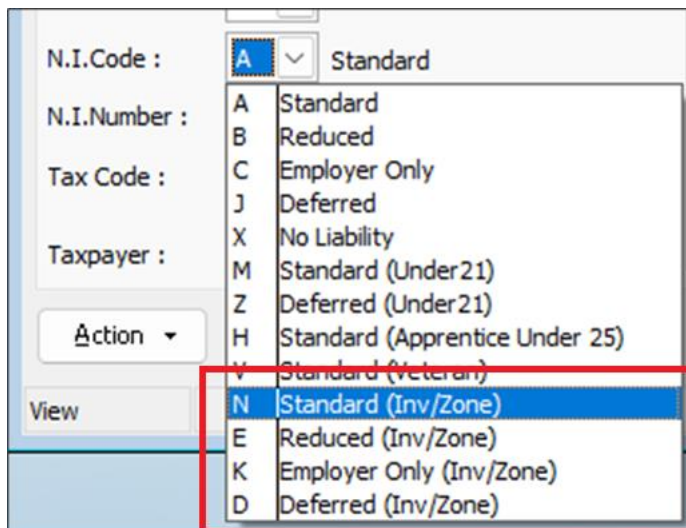 N.I.Code : A Standard
N.I.Number :
Tax Code :
Taxpayer :
Action
View
A Standard
B Reduced
C Employer Only
J Deferred
X No Liability
M Standard (Under21)
Z Deferred (Under21)
H Standard (Apprentice Under 25)
V Standard (Veteran)
N Standard (Inv/Zone)
E Reduced (Inv/Zone)
K Employer Only (Inv/Zone)
D Deferred (Inv/Zone)